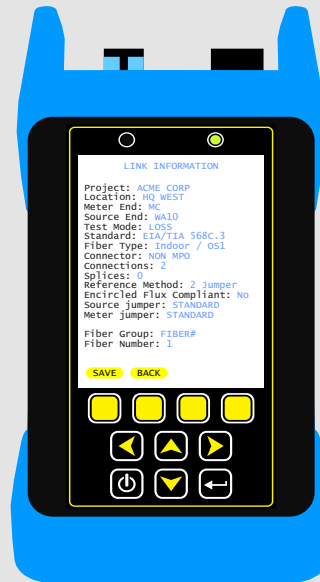 LINK INFORMATION
Project: ACME CORP
Location: HQ WEST
Meter End: MC
Source End: WA10
Test Mode: LOSS
Standard: EIA/TIA 568C.3
Fiber Type: Indoor / OS1
Connector: NON MPO
Connections: 2
Splices: 0
Reference Method: 2 Jumper
Encircled Flux Compliant: No
Source jumper: STANDARD
Meter jumper: STANDARD
Fiber Group: FIBER#
Fiber Number: 1
SAVE BACK